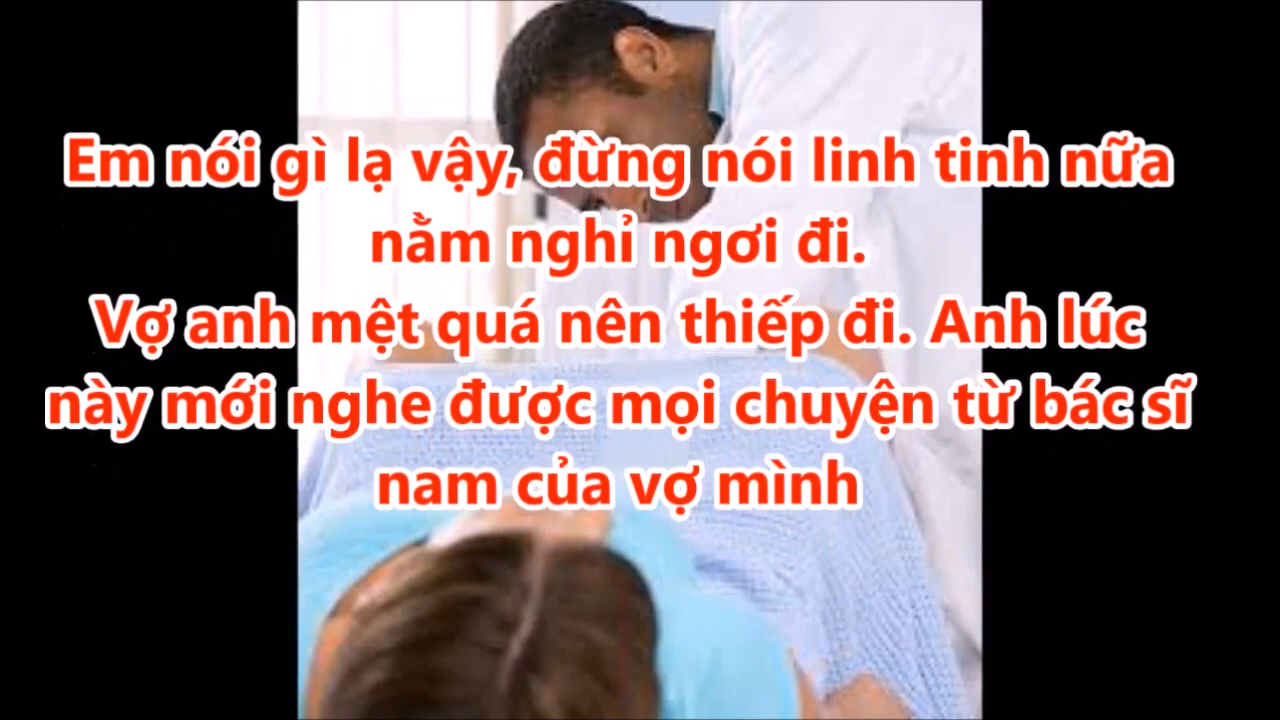 Em nói gì lạ vậy, đừng nói linh tinh nữa
nằm nghỉ ngơi đi.
Vợ anh mệt quá nên thiếp đi. Anh lúc
này mới nghe được mọi chuyện từ bác sĩ
nam của vợ mình